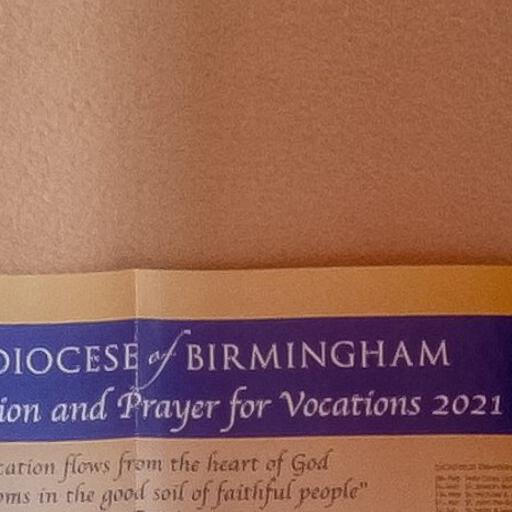 DIOCESE of BIRMINGHAM
ion and Prayer for Vocations 2021
cation flows from the heart of God
oms in the good soil of faithful people"